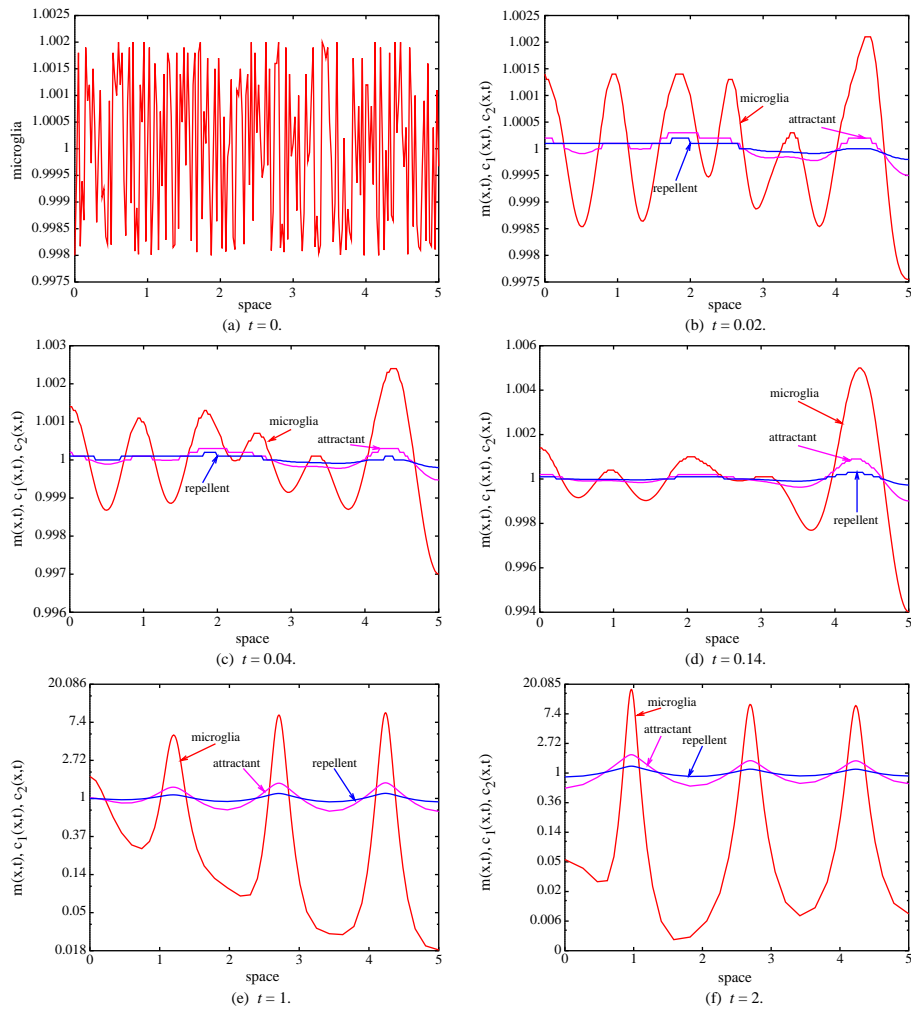 1.0025
1.002
1.0015
1.001
1.0005
1
0.9995
0.999
0.9985
0.998
0.9975
microglia
0 1 2 3 4 5
space
(a) t = 0.
1.0025
1.002
1.0015
1.001
1.0005
1
0.9995
0.999
0.9985
0.998
0.9975
m(x,t), c1(x,t), c2(x,t)
microglia
attractant
repellent
0 1 2 3 4 5
space
(b) t = 0.02.
1.003
1.002
1.001
1
0.999
0.998
0.997
0.996
m(x,t), c1(x,t), c2(x,t)
microglia
attractant
repellent
0 1 2 3 4 5
space
(c) t = 0.04.
1.006
1.004
1.002
1
0.998
0.996
0.994
m(x,t), c1(x,t), c2(x,t)
microglia
attractant
repellent
0 1 2 3 4 5
space
(d) t = 0.14.
20.086
7.4
2.72
1
0.37
0.14
0.05
0.018
m(x,t), c1(x,t), c2(x,t)
microglia
attractant
repellent
0 1 2 3 4 5
space
(e) t = 1.
20.085
7.4
2.72
1
0.36
0.14
0.05
0.02
0.006
0
m(x,t), c1(x,t), c2(x,t)
microglia
attractant
repellent
0 1 2 3 4 5
space
(f) t = 2.